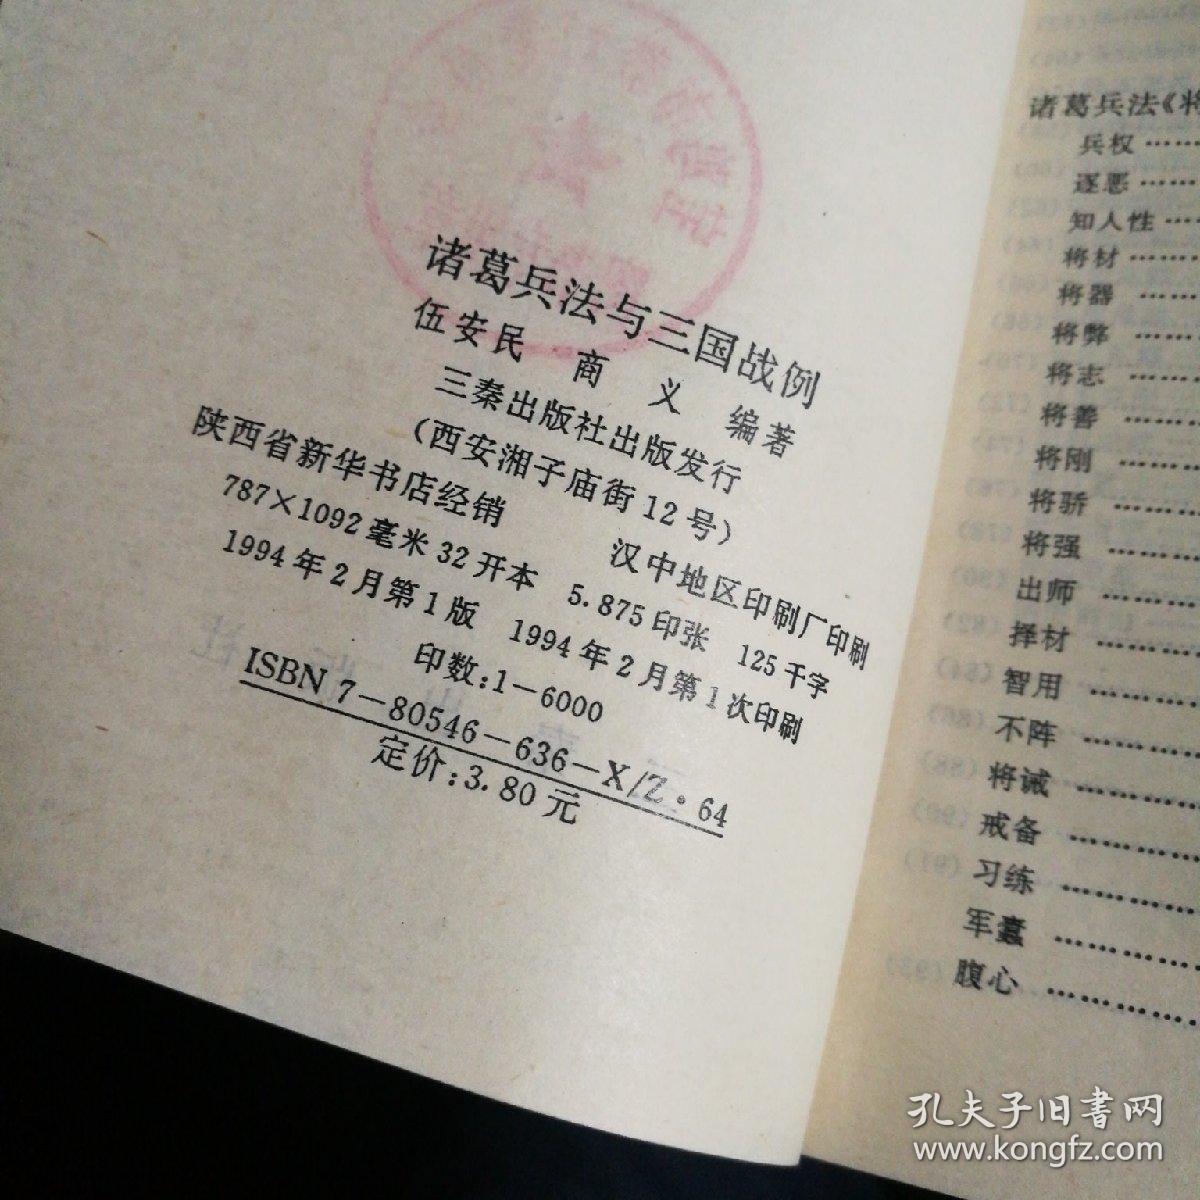 诸葛兵法与三国战例
伍安民 商 义 编著
三秦出版社出版发行
(西安湘子庙街12号)
陕西省新华书店经销 汉中地区印刷厂印刷
787×1092毫米32开本 5.875印张 125千字
1994年2月第1版 1994年2月第1次印刷
印数:1-6000
ISBN 7-80546-636-X/Z·64
定价:3.80元
诸葛兵法《将
兵权……
逐恶……
知人性……
将材……
将器……
将弊……
将志……
将善……
将刚……
将骄……
将强……
出师……
择材……
智用……
不阵……
将诫……
戒备……
习练……
军蠹……
腹心……
孔夫子旧书网
www.kongfz.com